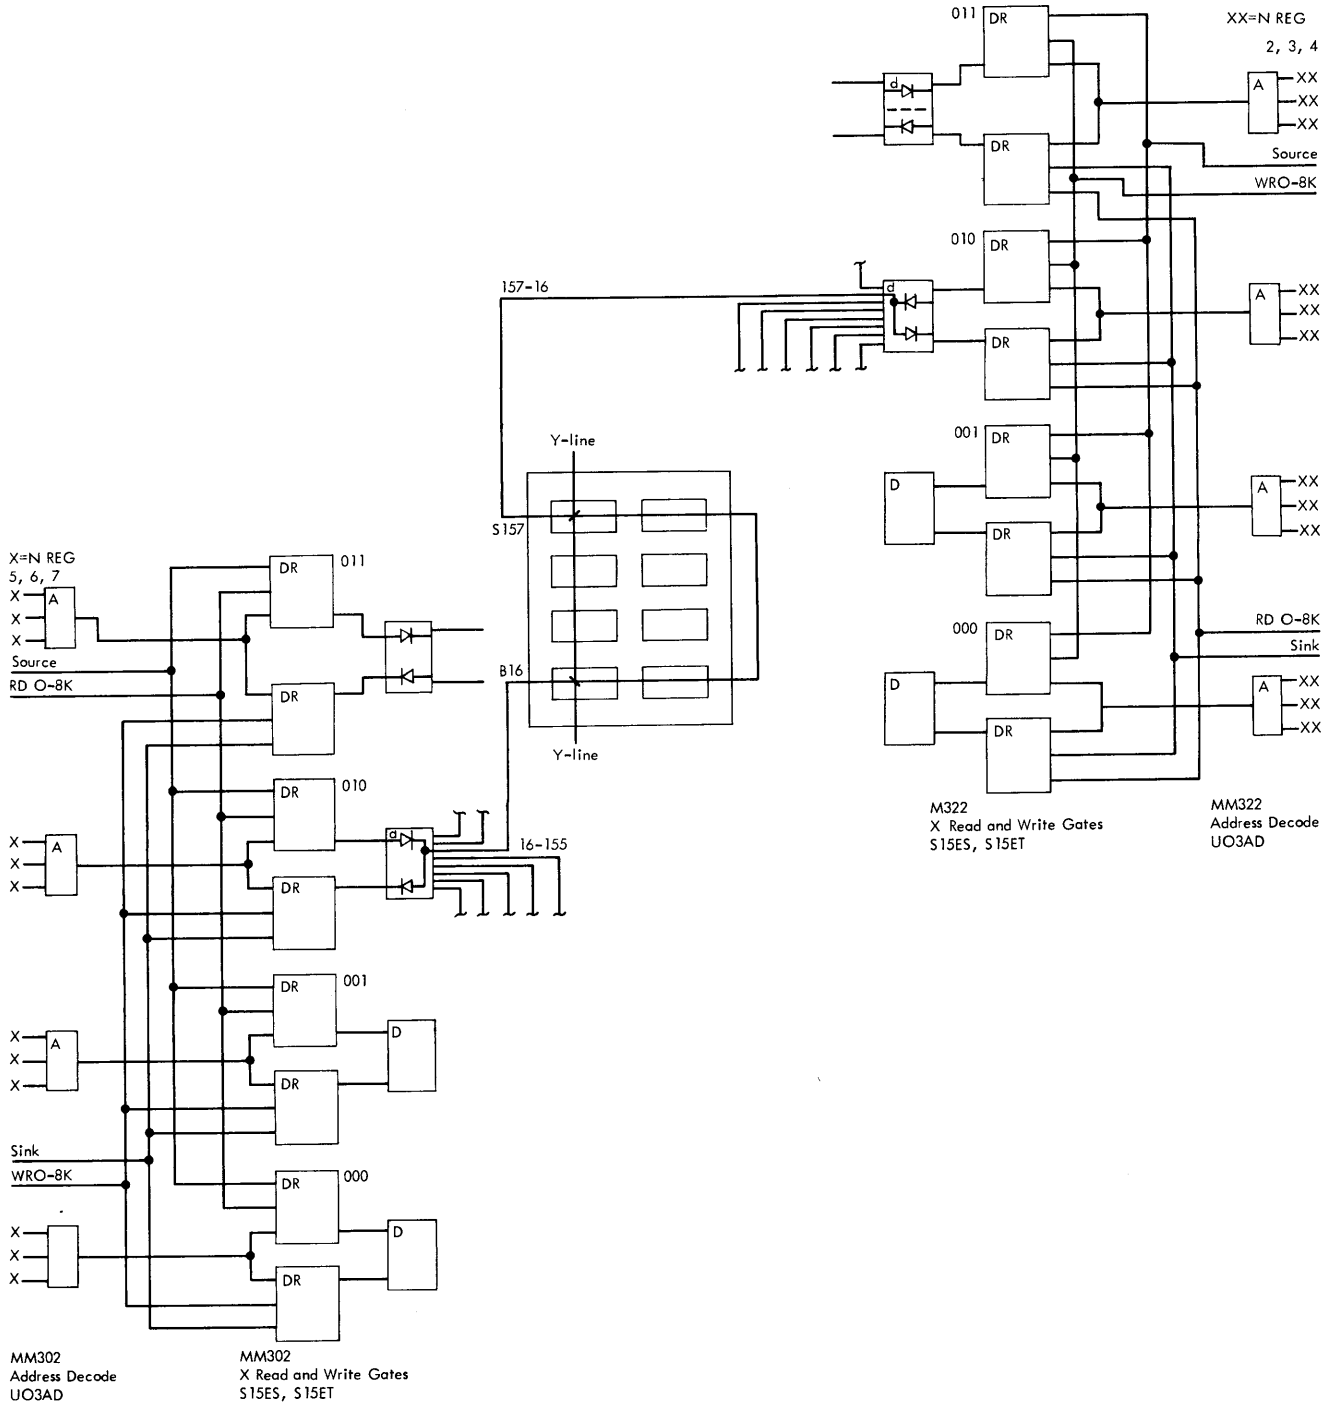 011
DR
XX=N REG
2, 3, 4
A
XX
XX
XX
d
DR
Source
WRO-8K
010
DR
157-16
d
A
XX
XX
XX
DR
001
DR
Y-line
D
A
XX
XX
XX
S157
DR
X=N REG
5, 6, 7
X
A
X
X
DR
011
Source
RD O-8K
B16
000
DR
RD O-8K
Sink
D
A
XX
XX
XX
DR
DR
Y-line
DR
010
X
A
X
X
d
16-155
DR
M322
X Read and Write Gates
S15ES, S15ET
MM322
Address Decode
UO3AD
DR
001
X
A
X
X
D
DR
Sink
WRO-8K
DR
000
X
X
X
D
DR
MM302
Address Decode
UO3AD
MM302
X Read and Write Gates
S15ES, S15ET